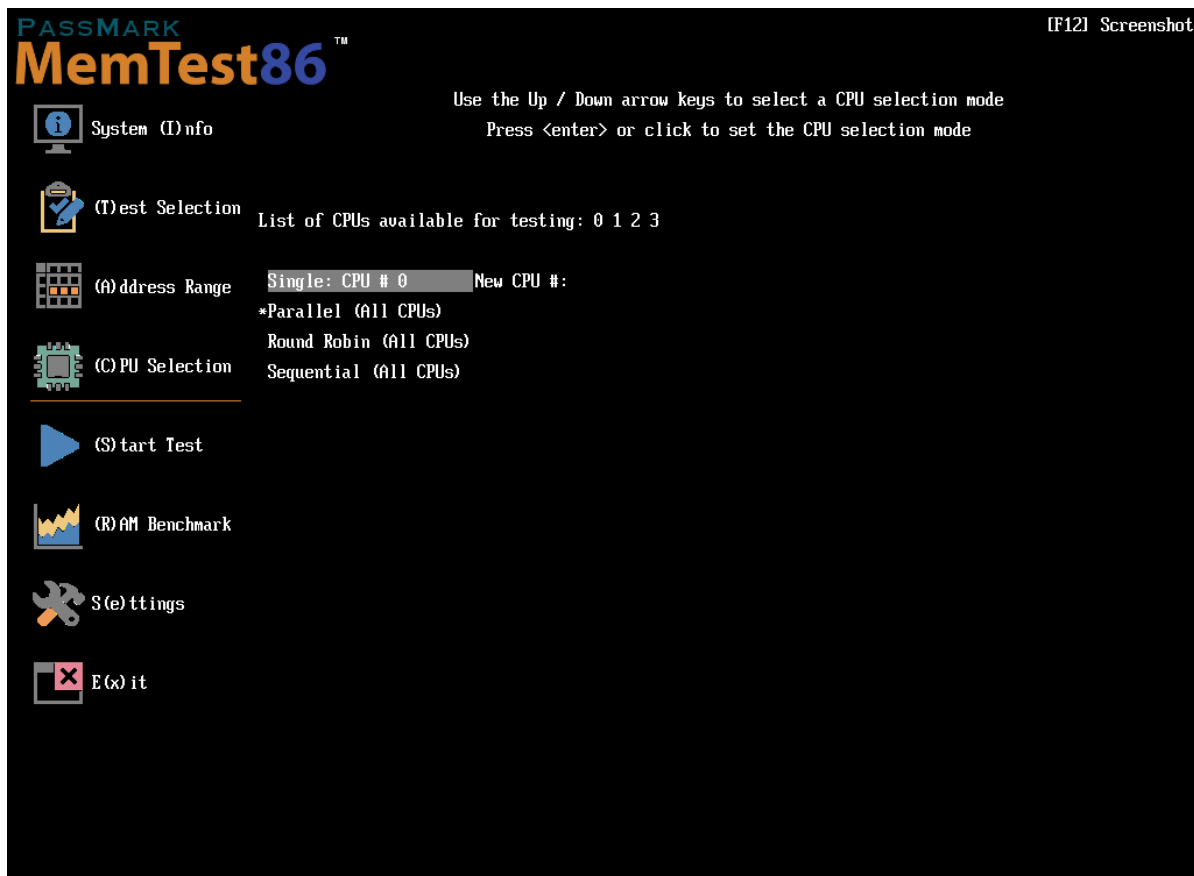 PASSMARK
MemTest86™
[F12] Screenshot
Use the Up / Down arrow keys to select a CPU selection mode
Press <enter> or click to set the CPU selection mode
System (I)nfo
(T)est Selection
(A)ddress Range
(C)PU Selection
(S)tart Test
(R)AM Benchmark
S(e)ttings
E(x)it
List of CPUs available for testing: 0 1 2 3
Single: CPU # 0 New CPU #:
*Parallel (All CPUs)
Round Robin (All CPUs)
Sequential (All CPUs)